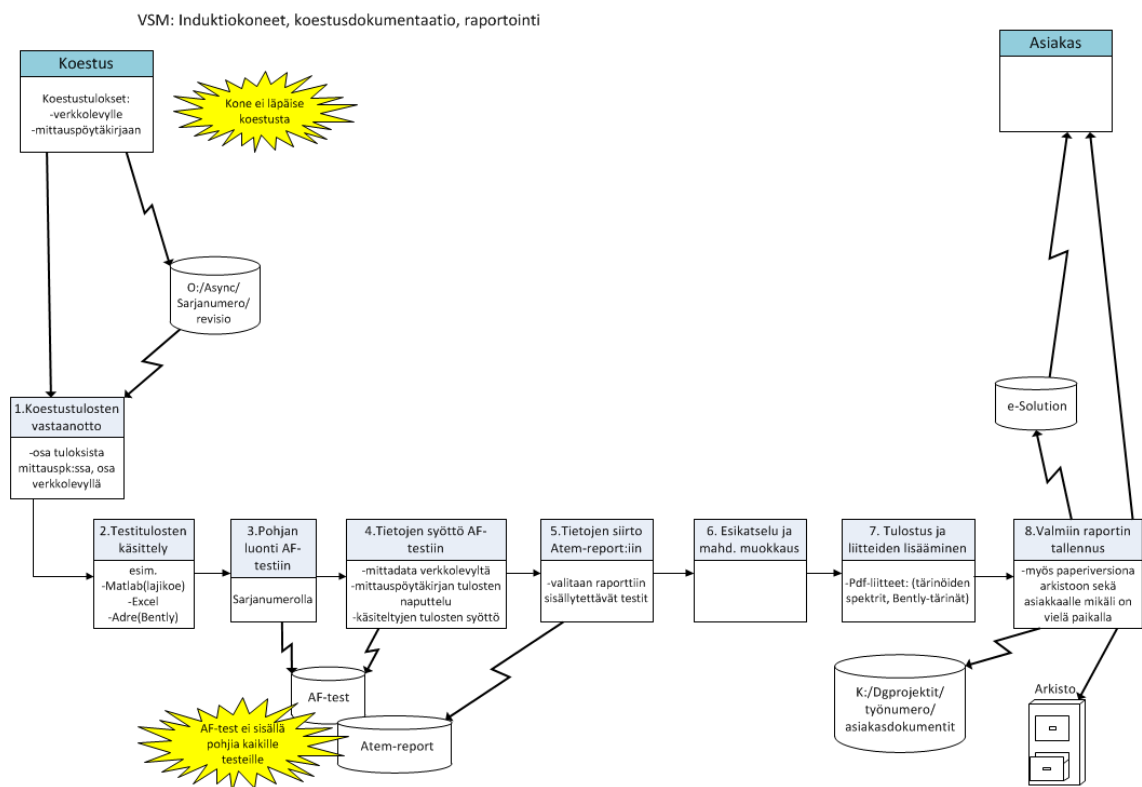 VSM: Induktiokoneet, koestusdokumentaatio, raportointi
Koestus
Koestustulokset:
-verkkolevylle
-mittauspöytäkirjaan
Kone ei läpäise
koestusta
Asiakas
O:/Async/
Sarjanumero/
revisio
1.Koestustulosten
vastaanotto
-osa tuloksista
mittauspk:ssa, osa
verkkolevyllä
e-Solution
2.Testitulosten
käsittely
esim.
-Matlab(lajikoe)
-Excel
-Adre(Bently)
3.Pohjan
luonti AF-
testiin
Sarjanumerolla
4.Tietojen syöttö AF-
testiin
-mittadata verkkolevyltä
-mittauspöytäkirjan tulosten
naputtelu
-käsiteltyjen tulosten syöttö
5.Tietojen siirto
Atem-report:iin
-valitaan raporttiin
sisällytettävät testit
6. Esikatselu ja
mahd. muokkaus
7. Tulostus ja
liitteiden lisääminen
-Pdf-liitteet: (tärinöiden
spektrit, Bently-tärinät)
8.Valmiin raportin
tallennus
-myös paperiversiona
arkistoon sekä
asiakkaalle mikäli on
vielä paikalla
AF-test
Atem-report
AF-test ei sisällä
pohjia kaikille
testeille
K:/Dgprojektit/
työnumero/
asiakasdokumentit
Arkisto